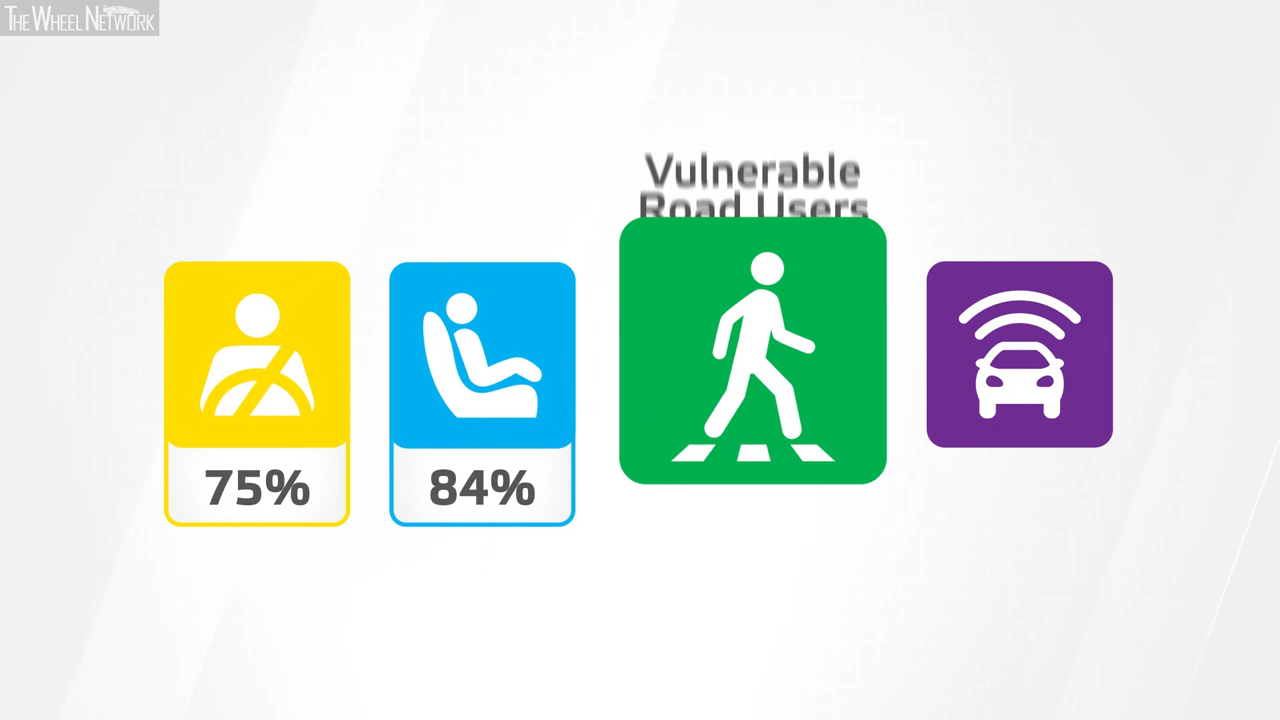 THE WHEEL NETWORK
Vulnerable
Road Users
75%
84%